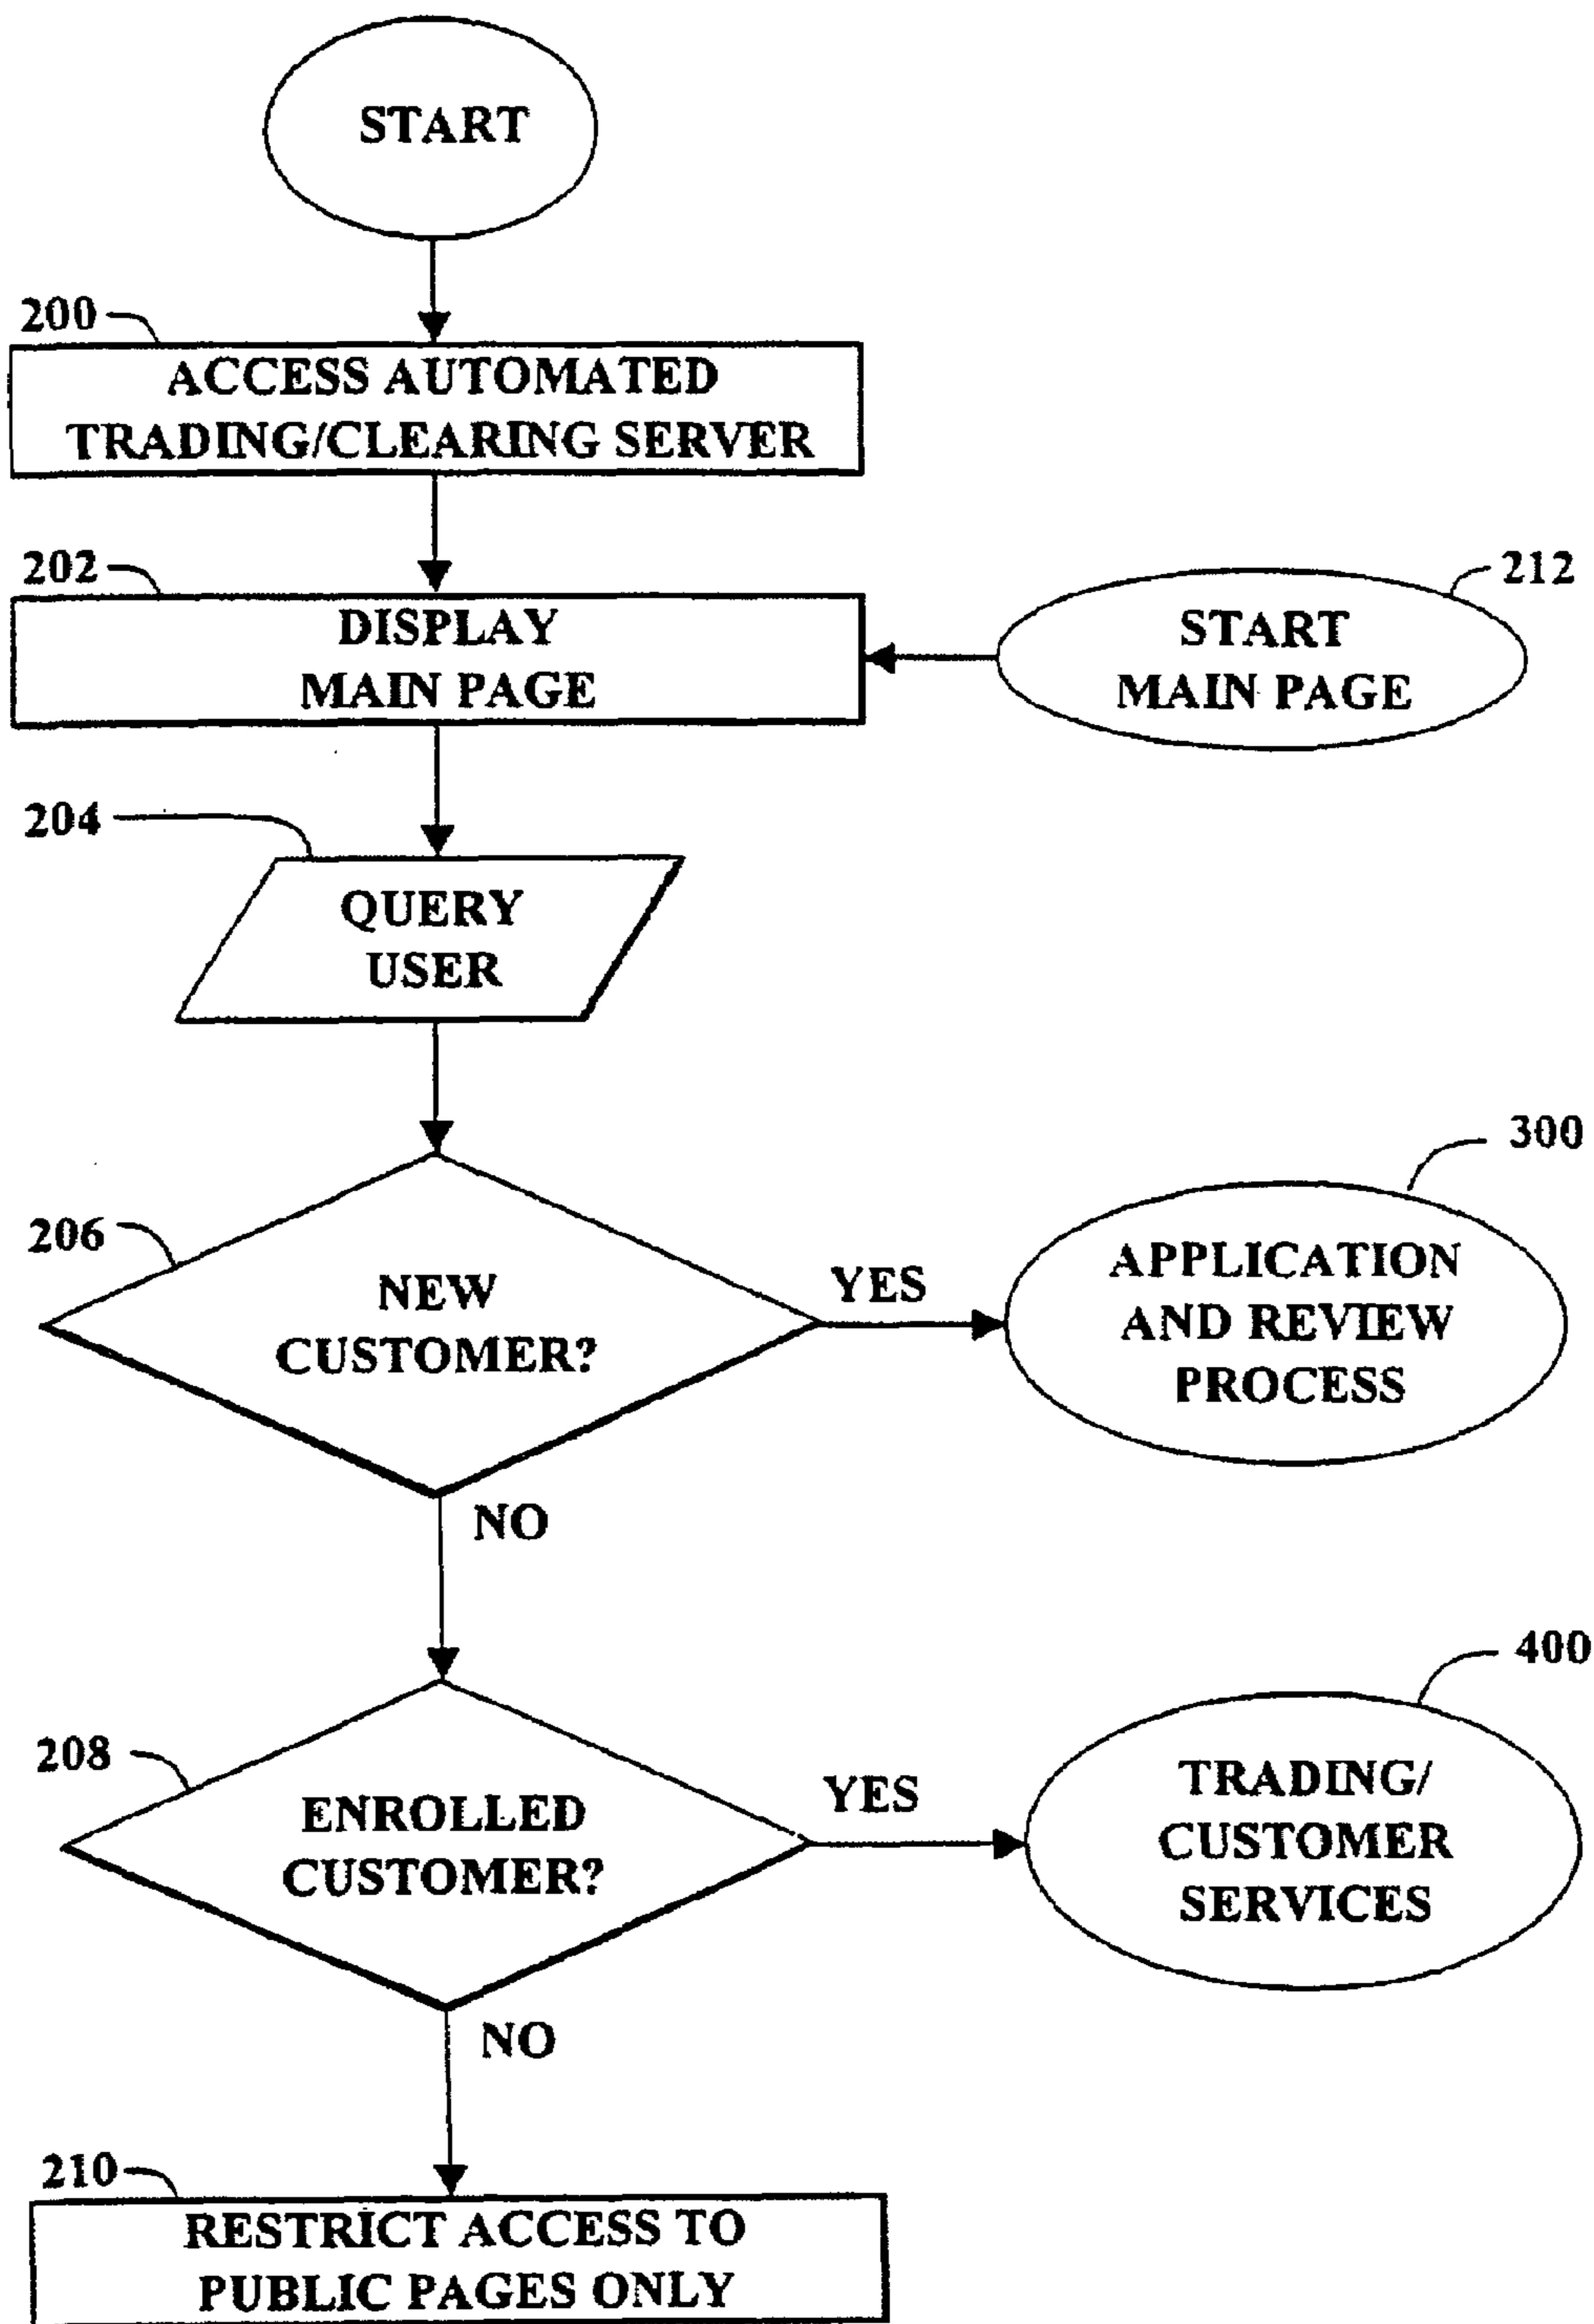 START
200
ACCESS AUTOMATED
TRADING/CLEARING SERVER
202
DISPLAY
MAIN PAGE
212
START
MAIN PAGE
204
QUERY
USER
206
NEW
CUSTOMER?
YES
300
APPLICATION
AND REVIEW
PROCESS
NO
208
ENROLLED
CUSTOMER?
YES
400
TRADING/
CUSTOMER
SERVICES
NO
210
RESTRICT ACCESS TO
PUBLIC PAGES ONLY